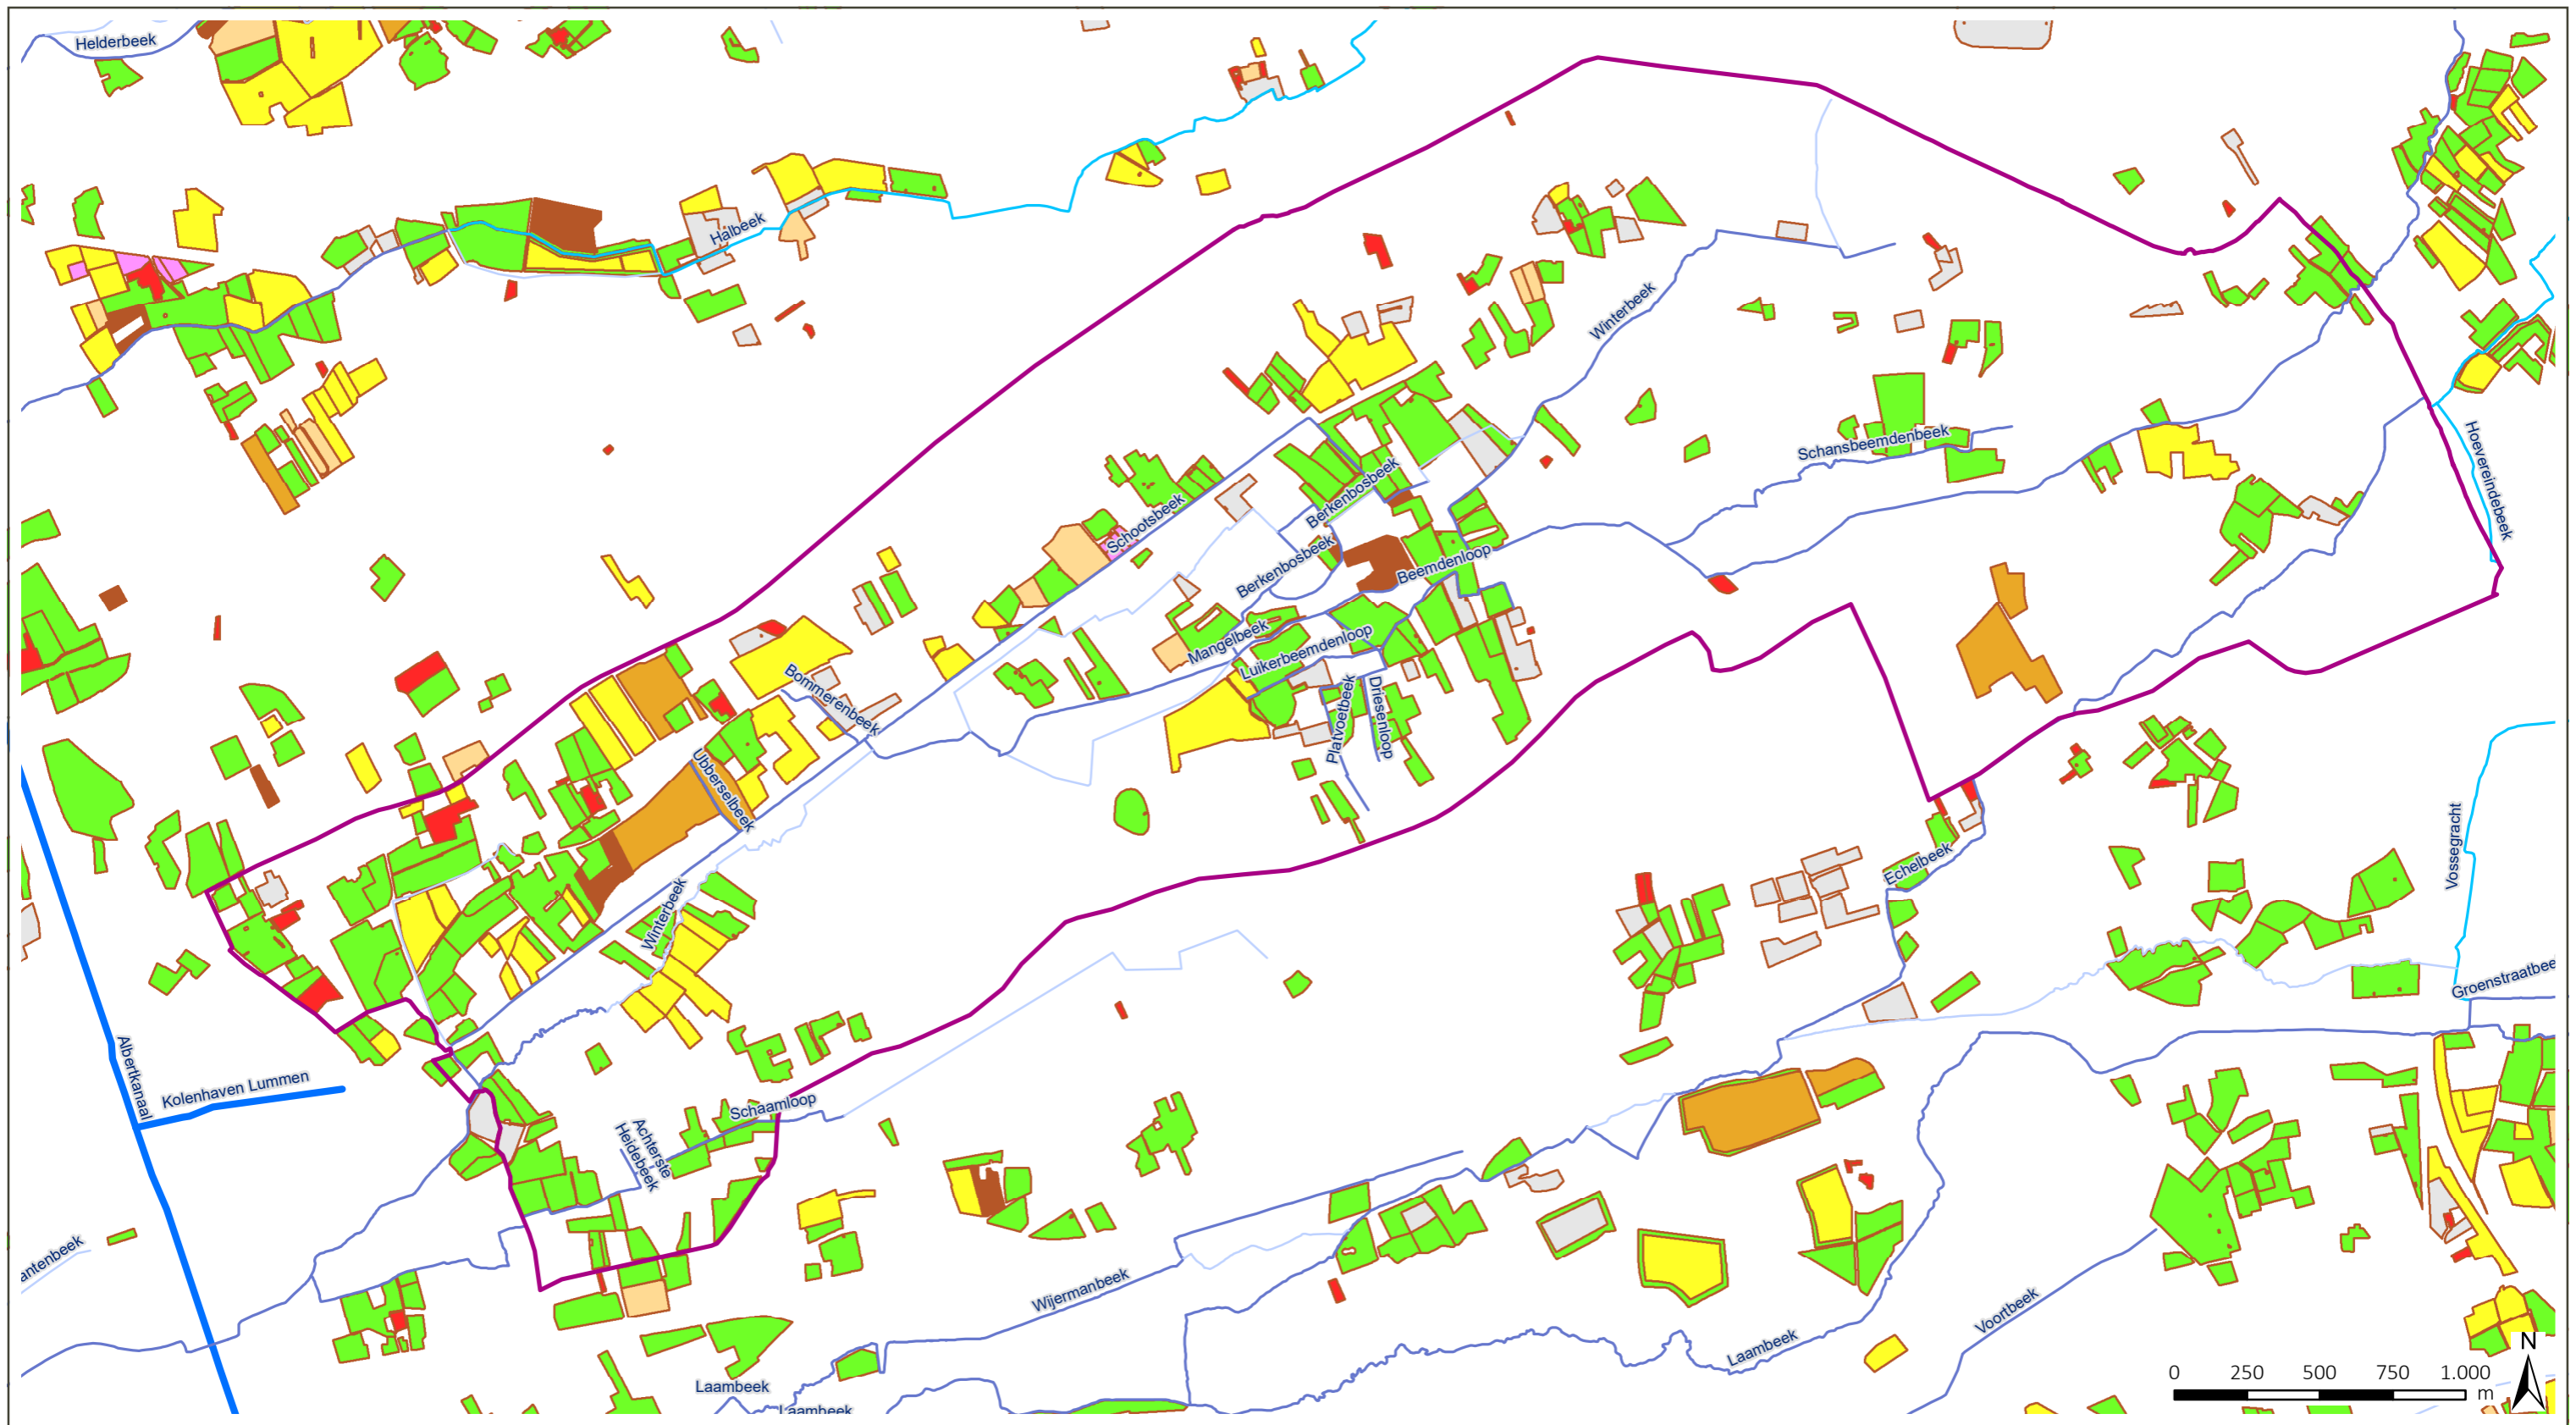 Helderbeek
Halbeek
Winterbeek
Schansbeemdenbeek
Hoevereindebeek
Berkenbosbeek
Schootsbeek
Berkenbosbeek
Beemdenloop
Mangelbeek
Luikerbeemdenloop
Bommerenbeek
Platvoetbeek
Driesenloop
Ubberselbeek
Winterbeek
Echelbeek
Vossegracht
Groenstraatbee
Albertkanaal
Kolenhaven Lummen
Schaamloop
Achterste
Heidebeek
antenbeek
Wijermanbeek
Voortbeek
Laambeek
Laambeek
Laambeek
N
0 250 500 750 1.000
m